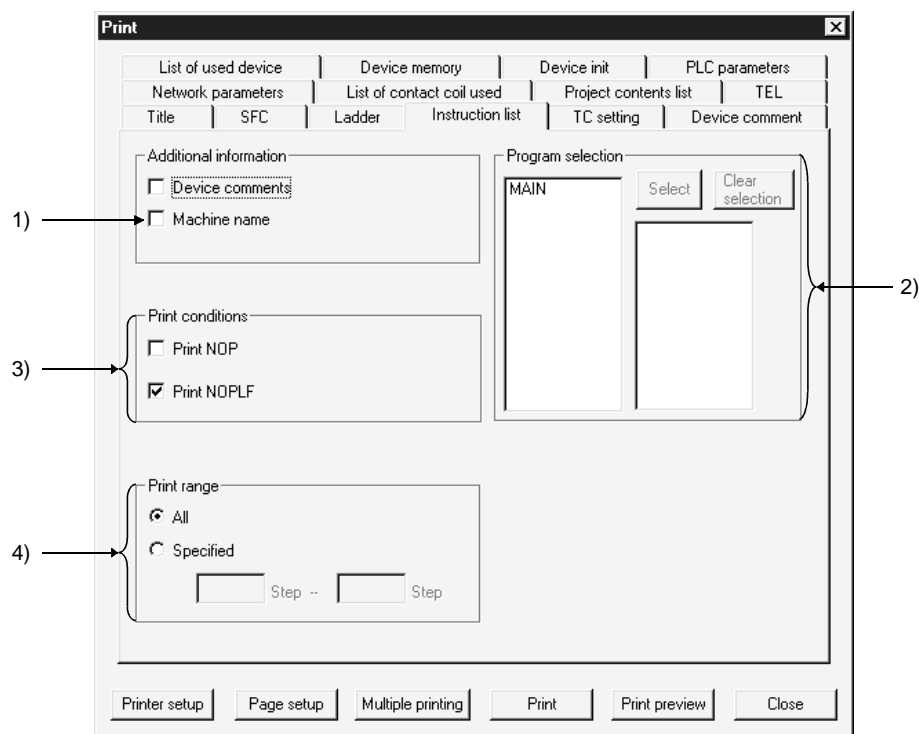 Print
List of used device
Device memory
Device init
PLC parameters
Network parameters
List of contact coil used
Project contents list
TEL
Title
SFC
Ladder
Instruction list
TC setting
Device comment
Additional information
Device comments
1)
Machine name
Program selection
MAIN
Select
Clear
selection
2)
Print conditions
Print NOP
3)
Print NOPLF
Print range
All
4)
Specified
Step --
Step
Printer setup
Page setup
Multiple printing
Print
Print preview
Close